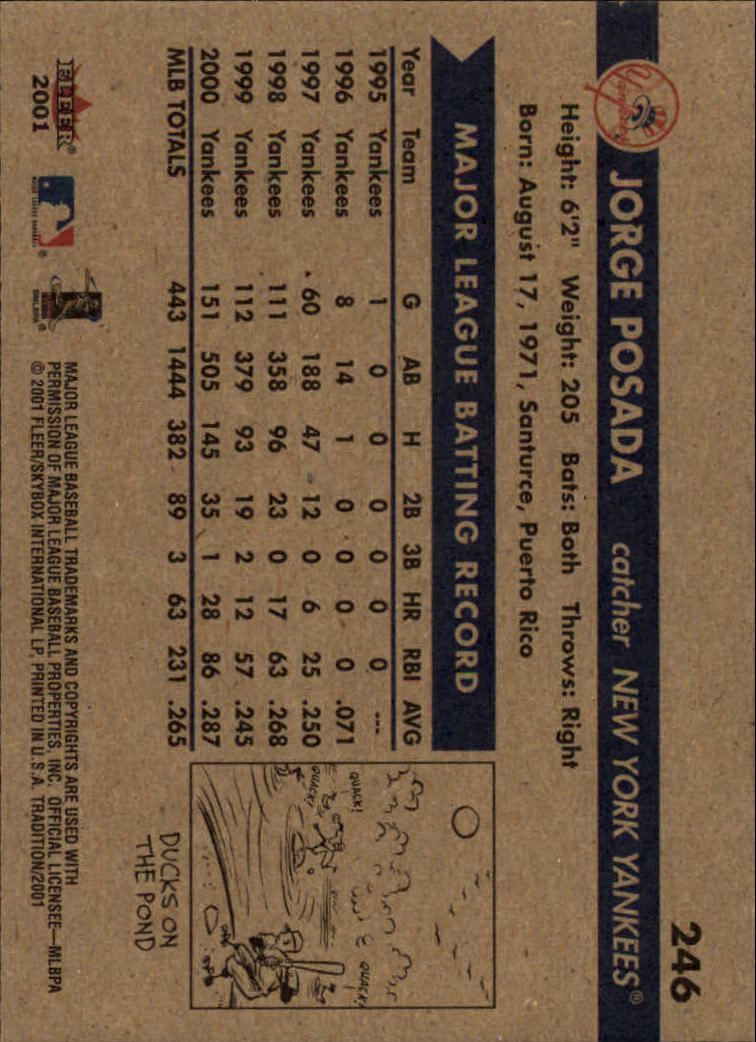 246
JORGE POSADA catcher NEW YORK YANKEES®
Yankees
Height: 6'2" Weight: 205 Bats: Both Throws: Right
Born: August 17, 1971, Santurce, Puerto Rico
MAJOR LEAGUE BATTING RECORD
Year Team G AB H 2B 3B HR RBI AVG
1995 Yankees 1 0 0 0 0 0 0 ---
1996 Yankees 8 14 1 0 0 0 0 .071
1997 Yankees 60 188 47 12 0 6 25 .250
1998 Yankees 111 358 96 23 0 17 63 .268
1999 Yankees 112 379 93 19 2 12 57 .245
2000 Yankees 151 505 145 35 1 28 86 .287
MLB TOTALS 443 1444 382 89 3 63 231 .265
QUACK!
QUACK!
QUACK!
DUCKS ON
THE POND
FLEER
2001
MAJOR LEAGUE BASEBALL TRADEMARKS AND COPYRIGHTS ARE USED WITH
PERMISSION OF MAJOR LEAGUE BASEBALL PROPERTIES, INC. OFFICIAL LICENSEE—MLBPA
© 2001 FLEER/SKYBOX INTERNATIONAL LP, PRINTED IN U.S.A. TRADITION/2001